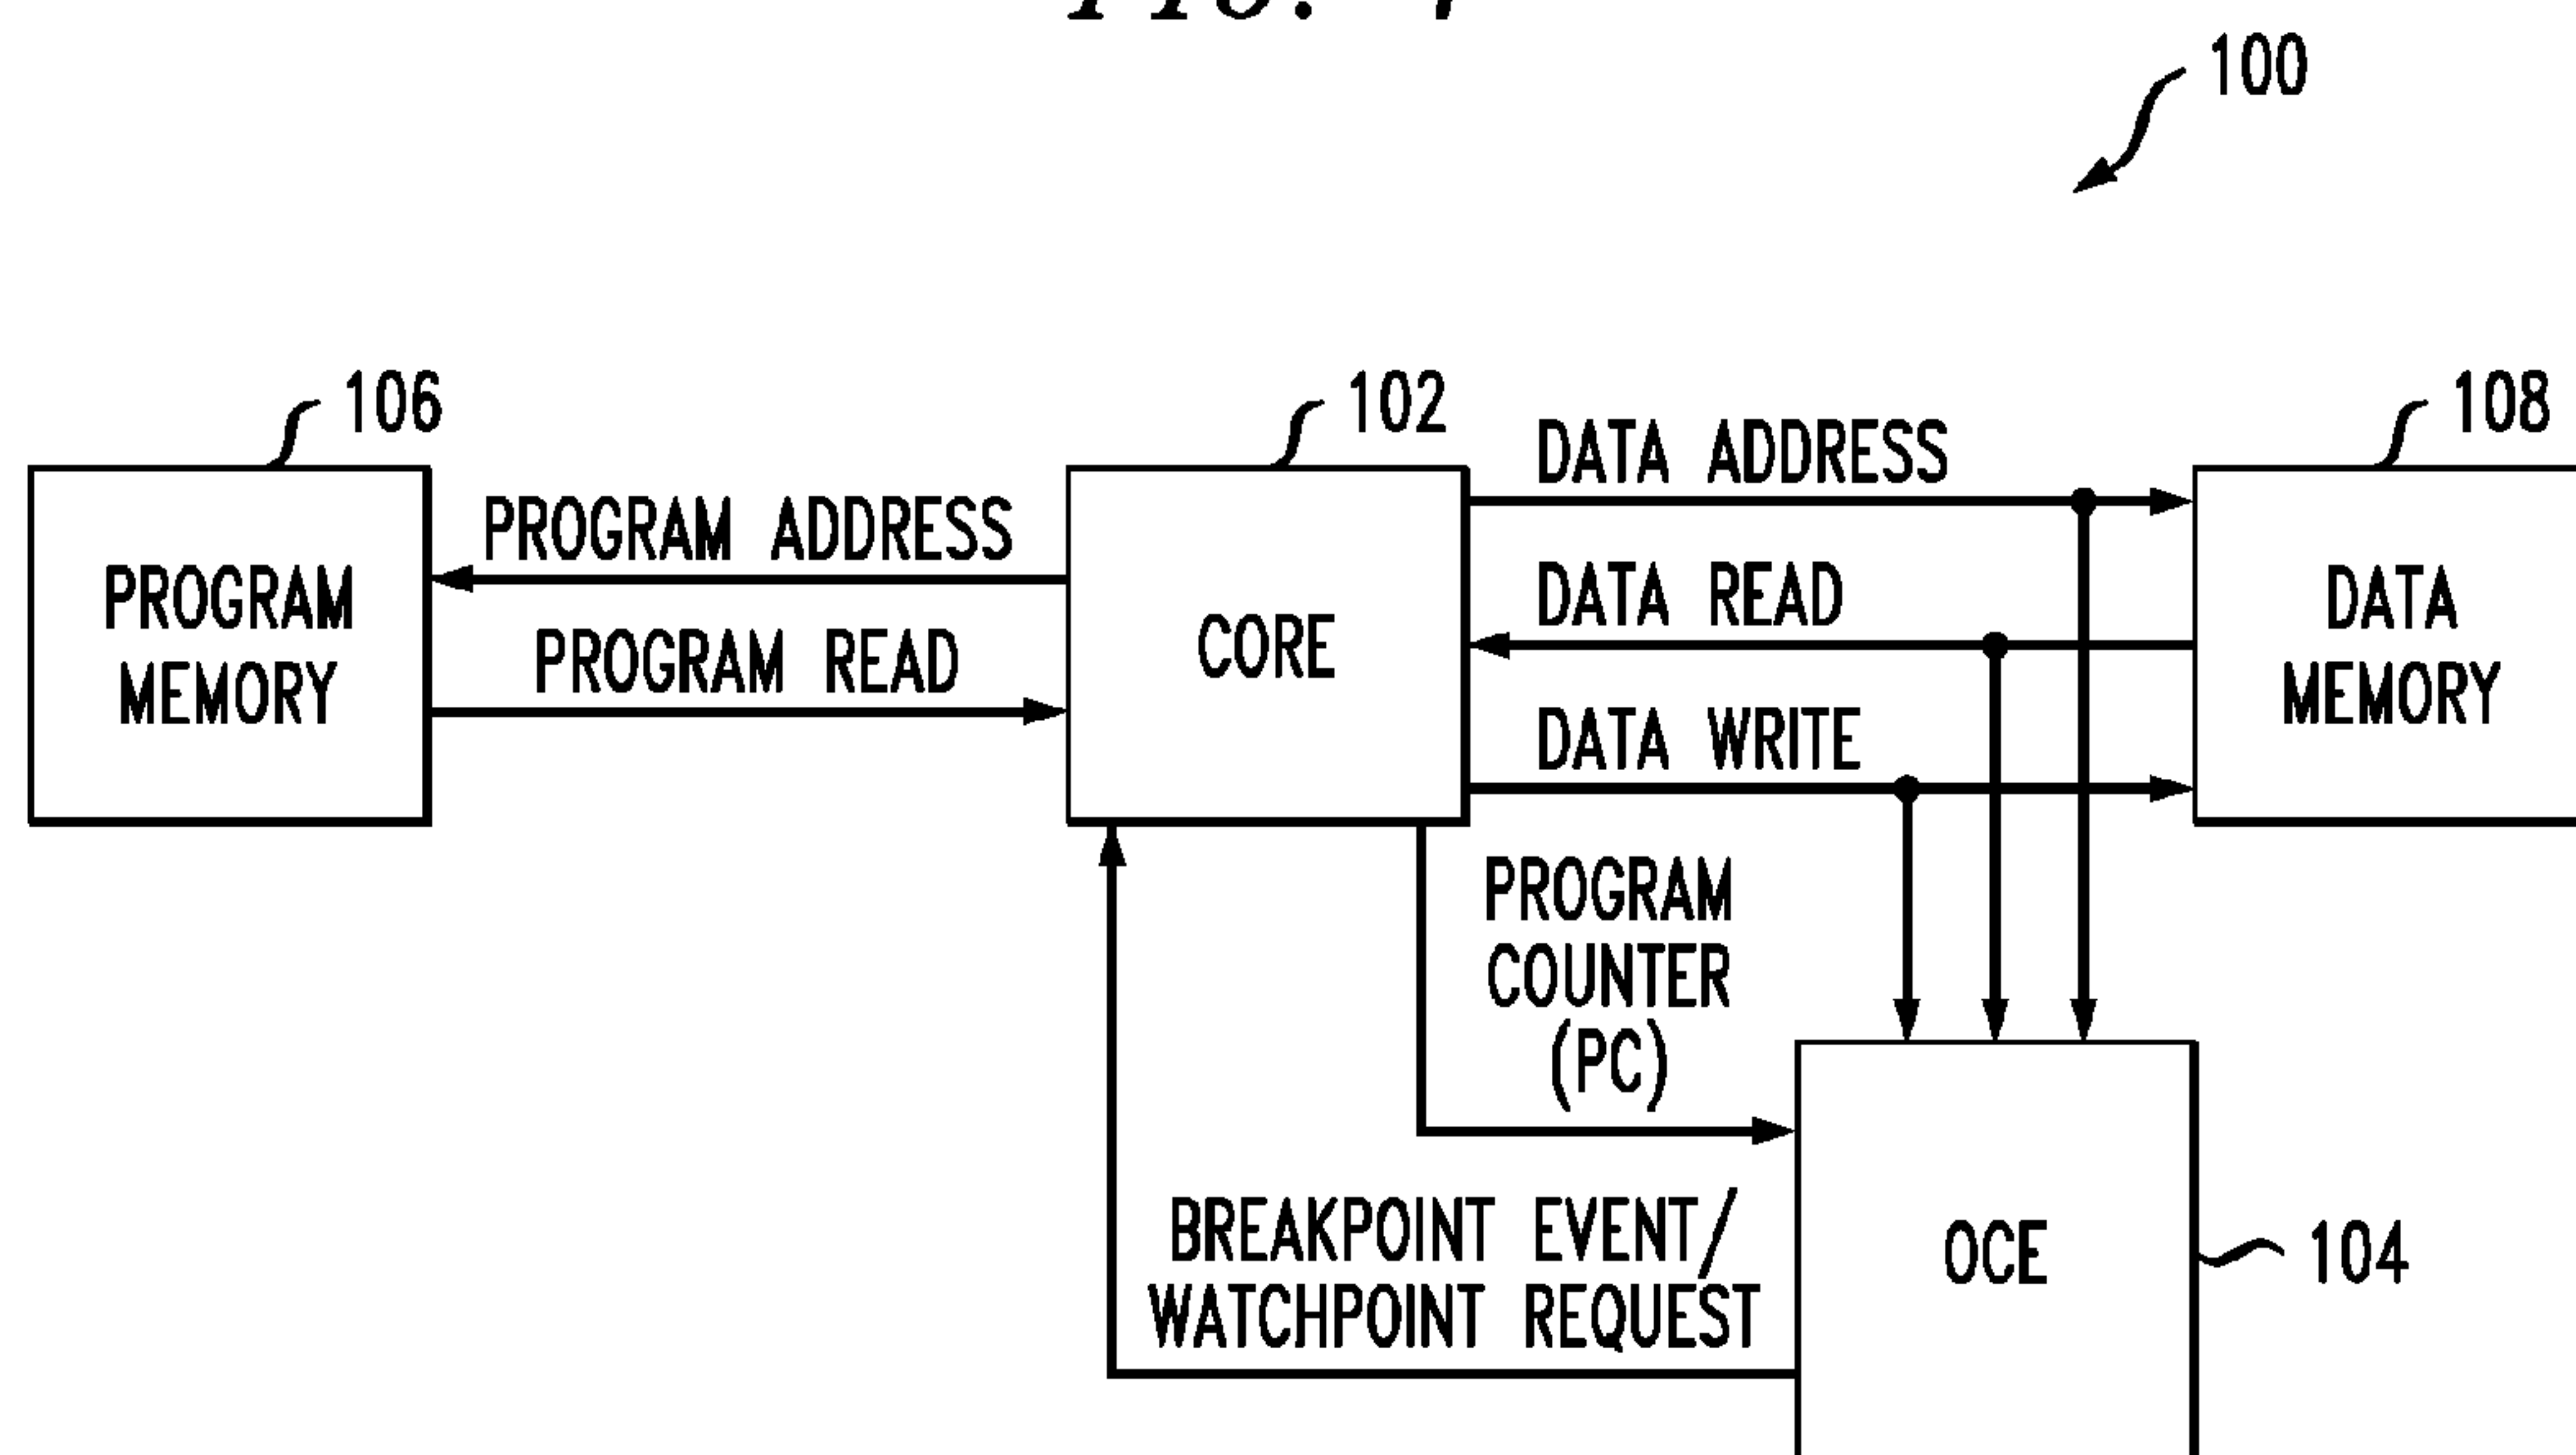 100
106
102
108
DATA ADDRESS
PROGRAM ADDRESS
DATA READ
PROGRAM
MEMORY
CORE
DATA
MEMORY
PROGRAM READ
DATA WRITE
PROGRAM
COUNTER
(PC)
BREAKPOINT EVENT/
WATCHPOINT REQUEST
OCE
104